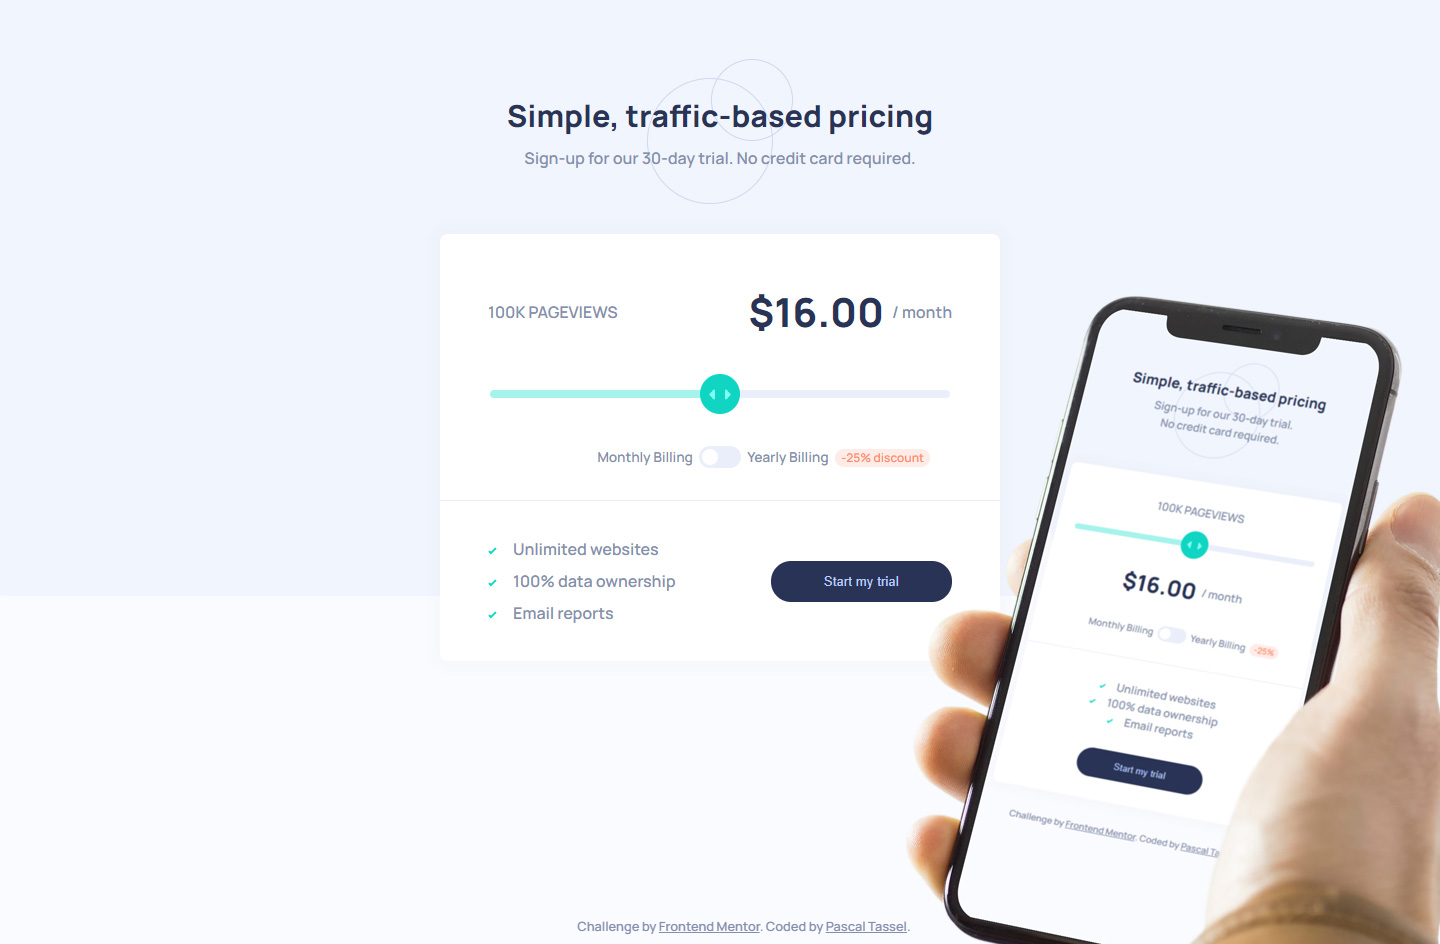 Simple, traffic-based pricing
Sign-up for our 30-day trial. No credit card required.
100K PAGEVIEWS
$16.00 / month
Monthly Billing
Yearly Billing
-25% discount
Unlimited websites
100% data ownership
Email reports
Start my trial
Challenge by Frontend Mentor. Coded by Pascal Tassel.
Simple, traffic-based pricing
Sign-up for our 30-day trial.
No credit card required.
100K PAGEVIEWS
$16.00 / month
Monthly Billing
Yearly Billing
-25%
Unlimited websites
100% data ownership
Email reports
Start my trial
Challenge by Frontend Mentor. Coded by Pascal